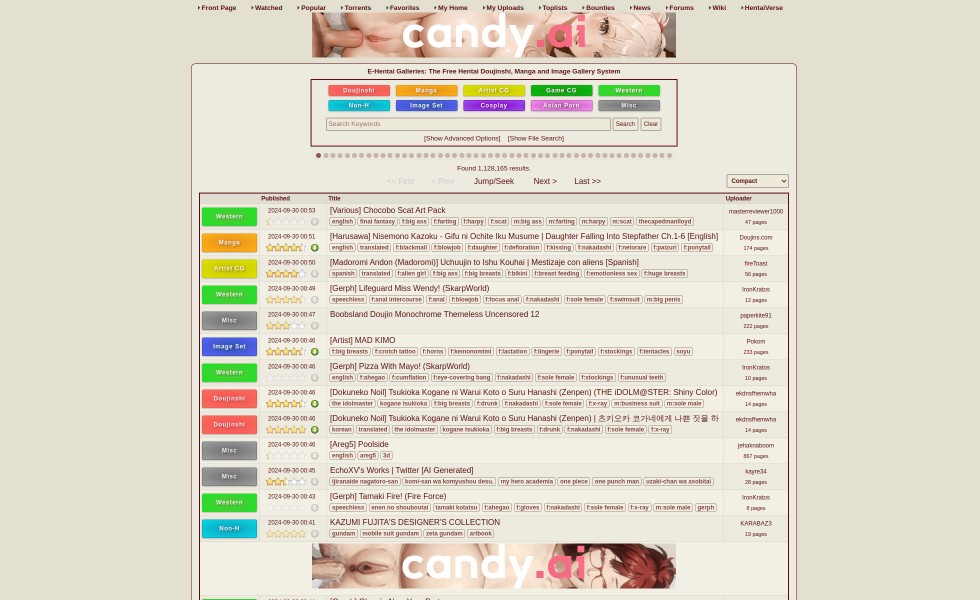 Front Page Watched Popular Torrents Favorites My Home My Uploads Toplists Bounties News Forums Wiki HentaiVerse
candy.ai
E-Hentai Galleries: The Free Hentai Doujinshi, Manga and Image Gallery System
Doujinshi Manga Artist CG Game CG Western
Non-H Image Set Cosplay Asian Porn Misc
Search Keywords Search Clear
[Show Advanced Options] [Show File Search]
Found 1,128,165 results.
<< First < Prev Jump/Seek Next > Last >> Compact
Published Title Uploader
Western 2024-09-30 00:53 [Various] Chocobo Scat Art Pack masterreviewer1000
english final fantasy f:big ass f:farting f:harpy f:scat m:big ass m:farting m:harpy m:scat thecapedmanlloyd 47 pages
Manga 2024-09-30 00:51 [Harusawa] Nisemono Kazoku - Gifu ni Ochite Iku Musume | Daughter Falling Into Stepfather Ch.1-6 [English] Doujins.com
english translated f:blackmail f:blowjob f:daughter f:defloration f:kissing f:nakadashi f:netorare f:paizuri f:ponytail 174 pages
Artist CG 2024-09-30 00:50 [Madoromi Andon (Madoromi)] Uchuujin to Ishu Koukai | Mestizaje con aliens [Spanish] fireToast
spanish translated f:alien girl f:big ass f:big breasts f:bikini f:breast feeding f:emotionless sex f:huge breasts 56 pages
Western 2024-09-30 00:49 [Gerph] Lifeguard Miss Wendy! (SkarpWorld) IronKratos
speechless f:anal intercourse f:anal f:blowjob f:focus anal f:nakadashi f:sole female f:swimsuit m:big penis 12 pages
Misc 2024-09-30 00:47 Boobsland Doujin Monochrome Themeless Uncensored 12 paperkite91
222 pages
Image Set 2024-09-30 00:46 [Artist] MAD KIMO Pokom
f:big breasts f:crotch tattoo f:horns f:kemonomimi f:lactation f:lingerie f:ponytail f:stockings f:tentacles soyu 233 pages
Western 2024-09-30 00:46 [Gerph] Pizza With Mayo! (SkarpWorld) IronKratos
english f:ahegao f:cumflation f:eye-covering bang f:nakadashi f:sole female f:stockings f:unusual teeth 10 pages
Doujinshi 2024-09-30 00:46 [Dokuneko Noil] Tsukioka Kogane ni Warui Koto o Suru Hanashi (Zenpen) (THE iDOLM@STER: Shiny Color) ekdnsfhemwha
the idolmaster kogane tsukioka f:big breasts f:drunk f:nakadashi f:sole female f:x-ray m:business suit m:sole male 14 pages
Doujinshi 2024-09-30 00:46 [Dokuneko Noil] Tsukioka Kogane ni Warui Koto o Suru Hanashi (Zenpen) | 츠키오카 코가네에게 나쁜 짓을 하 ekdnsfhemwha
korean translated the idolmaster kogane tsukioka f:big breasts f:drunk f:nakadashi f:sole female f:x-ray 14 pages
Misc 2024-09-30 00:46 [Areg5] Poolside jehaknaboom
english areg5 3d 867 pages
Misc 2024-09-30 00:45 EchoXV's Works | Twitter [AI Generated] kayre34
ijiranaide nagatoro-san komi-san wa komyushou desu. my hero academia one piece one punch man uzaki-chan wa asobitai 26 pages
Western 2024-09-30 00:43 [Gerph] Tamaki Fire! (Fire Force) IronKratos
speechless enen no shouboutai tamaki kotatsu f:ahegao f:gloves f:nakadashi f:sole female f:x-ray m:sole male gerph 8 pages
Non-H 2024-09-30 00:41 KAZUMI FUJITA'S DESIGNER'S COLLECTION KARABAZ3
gundam mobile suit gundam zeta gundam artbook 19 pages
candy.ai